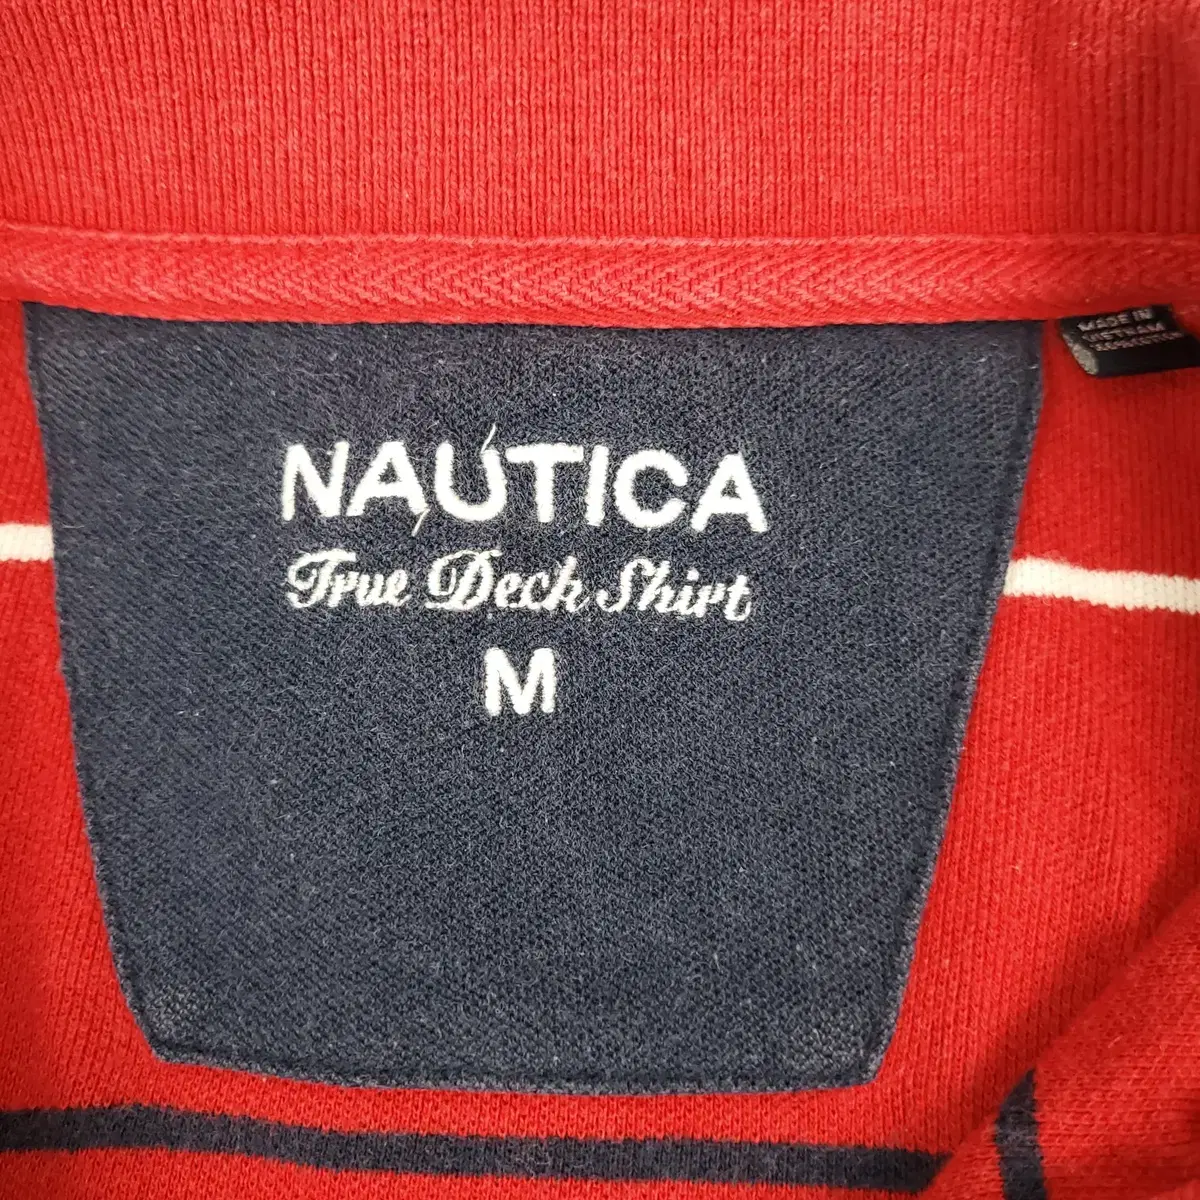 NAUTICA
True Deck Shirt
M
MADE IN
VIETNAM